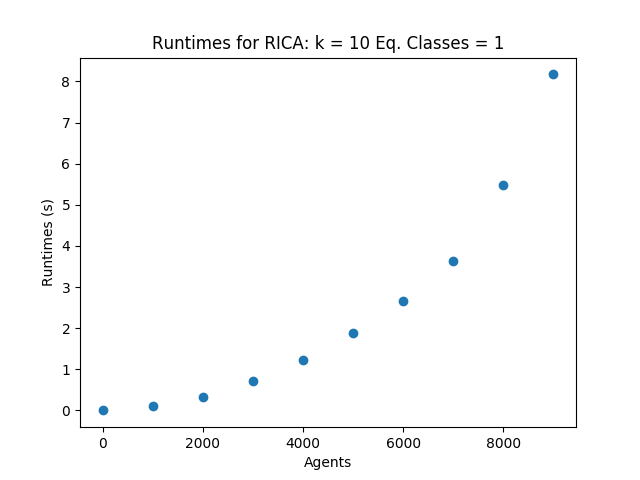 Runtimes for RICA: k = 10 Eq. Classes = 1
8
7
6
5
4
3
2
1
0
Runtimes (s)
0 2000 4000 6000 8000
Agents